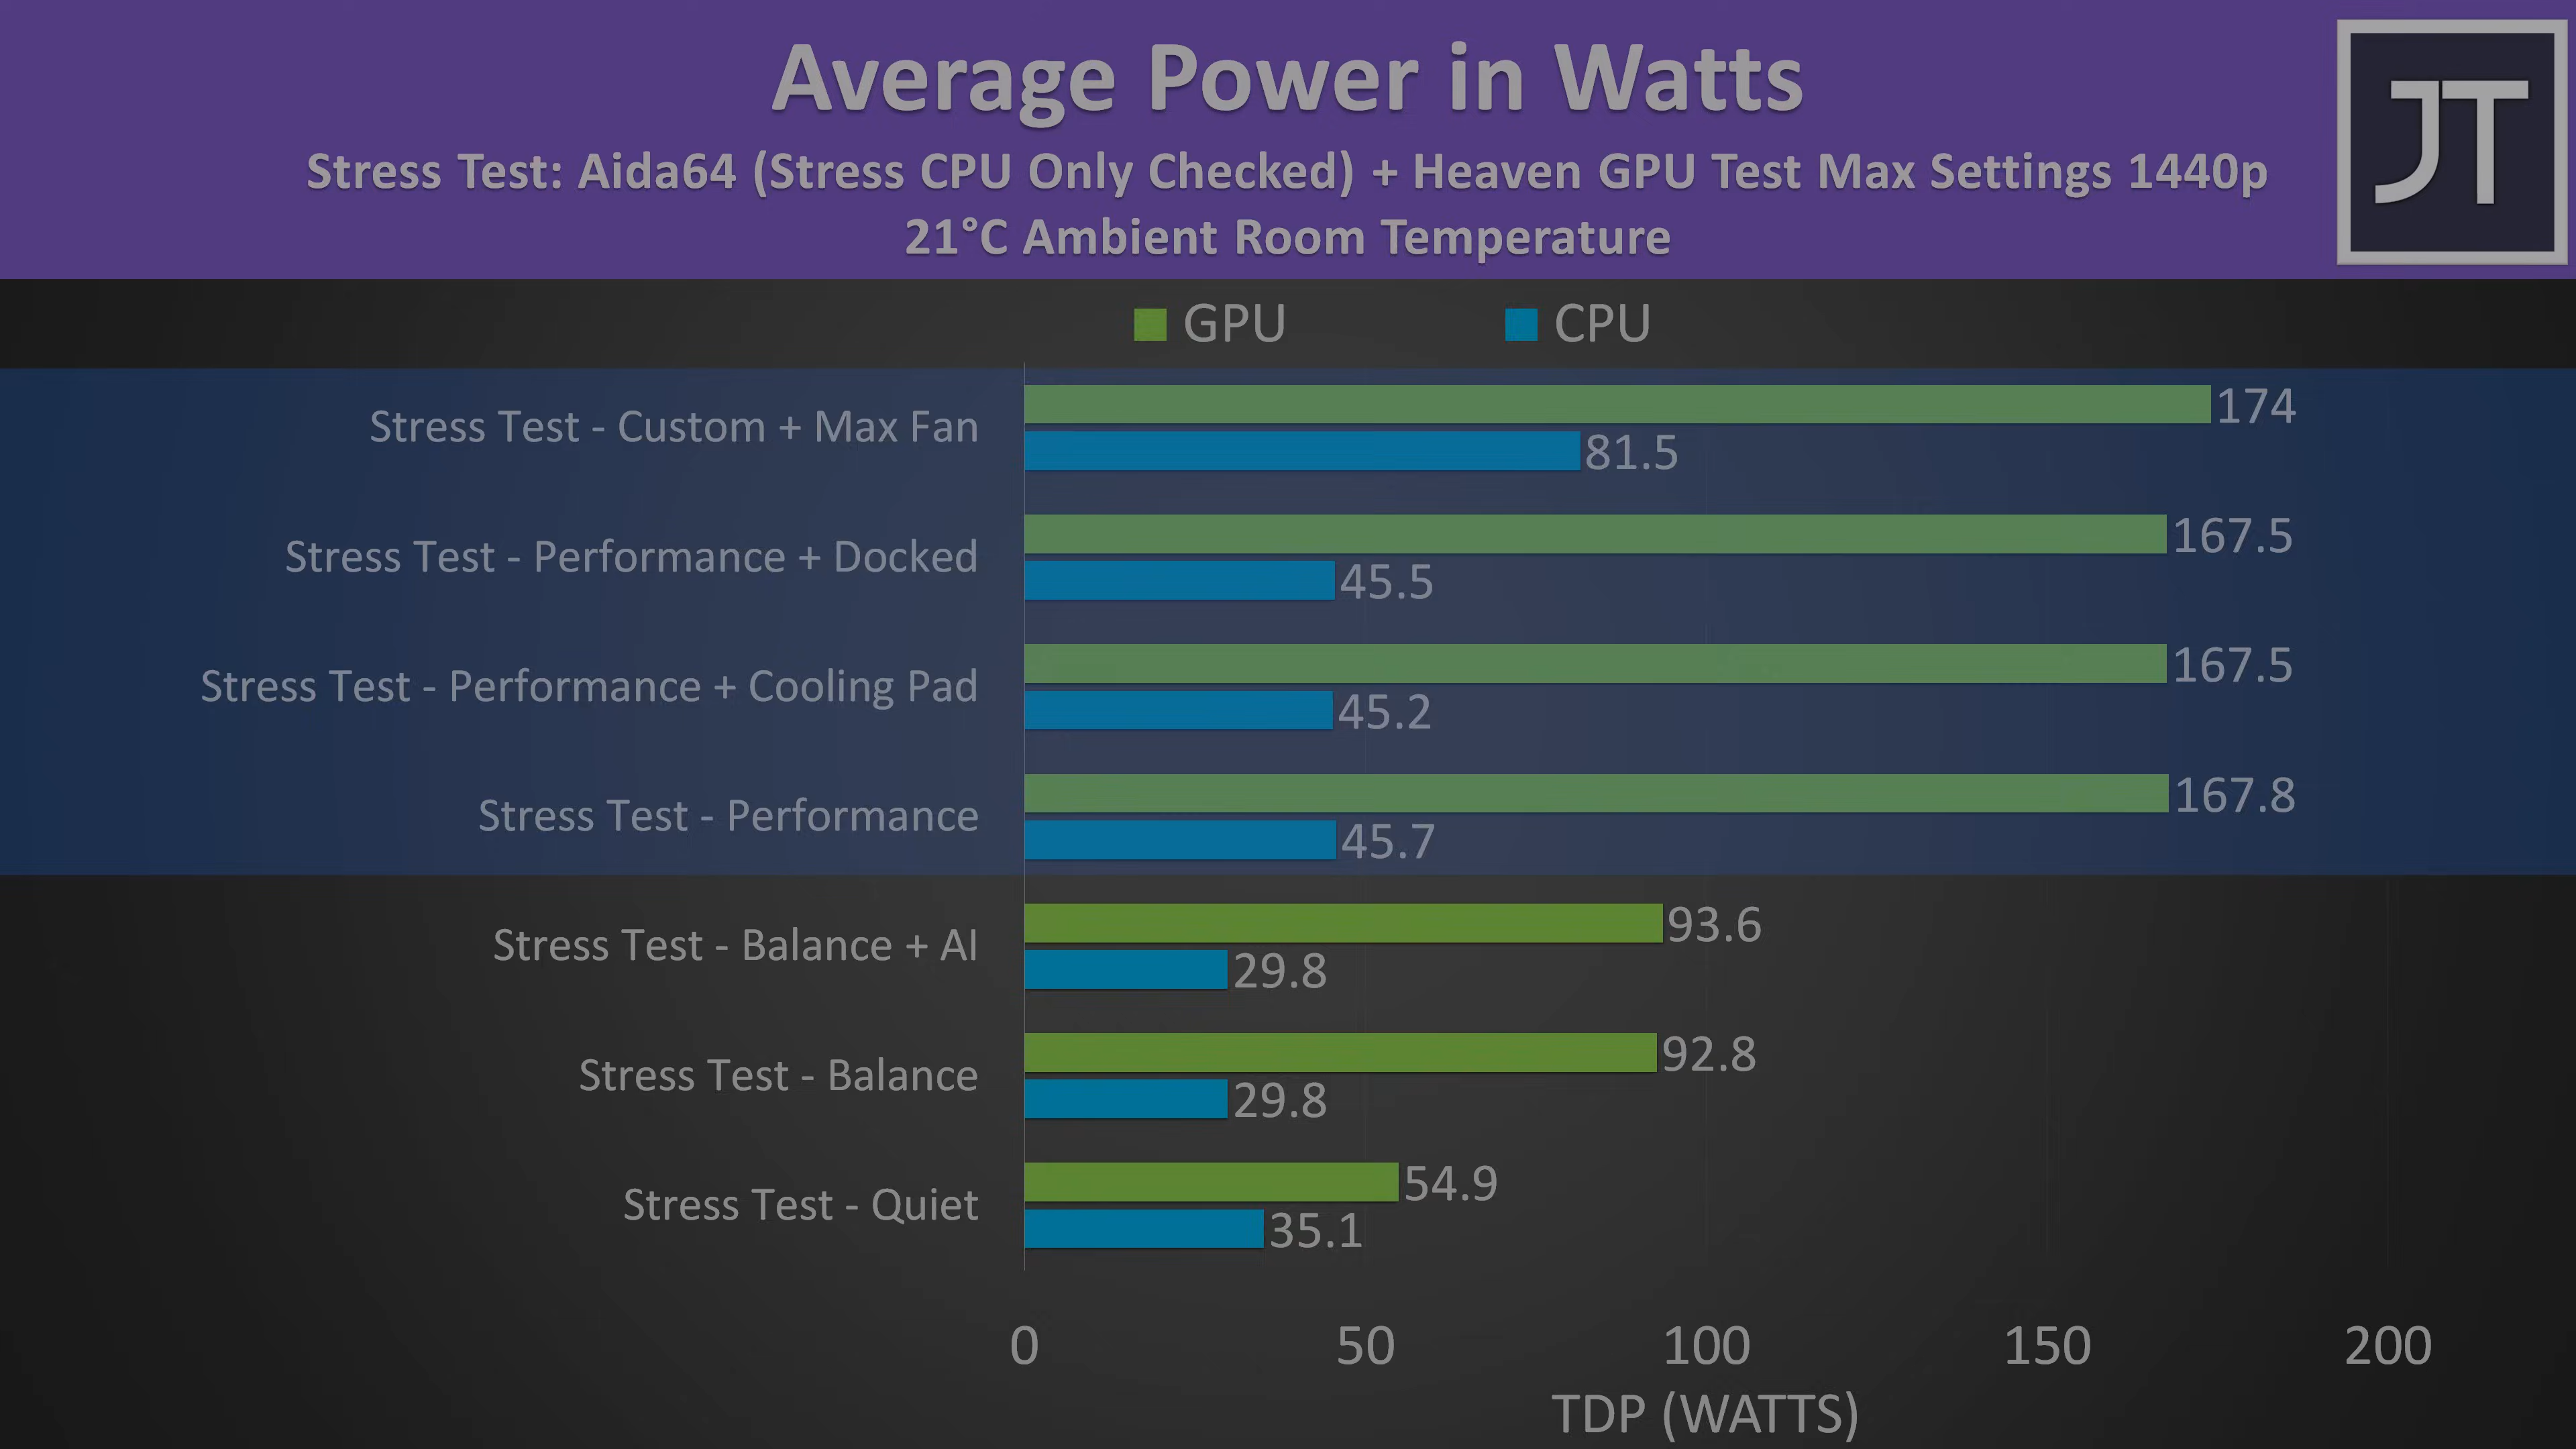 Average Power in Watts
Stress Test: Aida64 (Stress CPU Only Checked) + Heaven GPU Test Max Settings 1440p
21°C Ambient Room Temperature
JT
GPU CPU
Stress Test - Custom + Max Fan
174
81.5
Stress Test - Performance + Docked
167.5
45.5
Stress Test - Performance + Cooling Pad
167.5
45.2
Stress Test - Performance
167.8
45.7
Stress Test - Balance + AI
93.6
29.8
Stress Test - Balance
92.8
29.8
Stress Test - Quiet
54.9
35.1
0 50 100 150 200
TDP (WATTS)